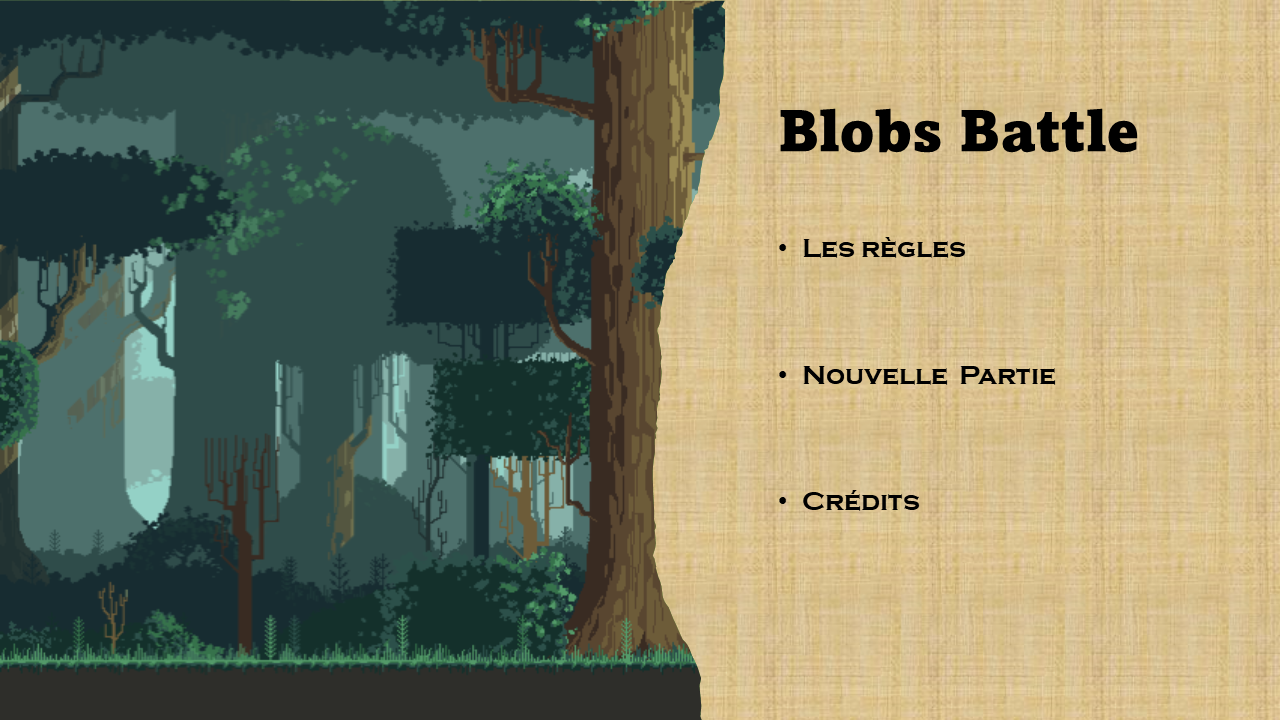 Blobs Battle
• Les règles
• Nouvelle Partie
• Crédits